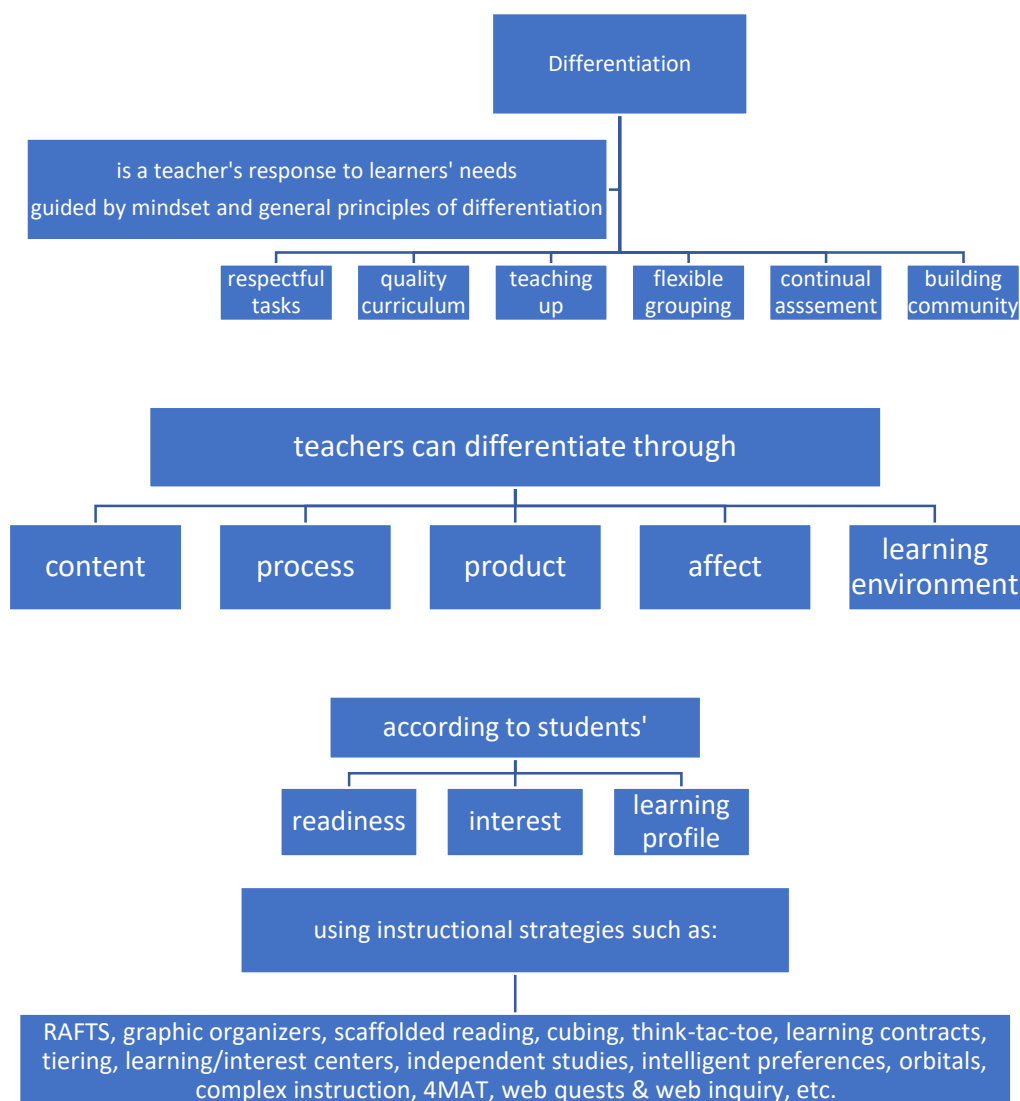 Differentiation
is a teacher's response to learners' needs
guided by mindset and general principles of differentiation
respectful
tasks
quality
curriculum
teaching
up
flexible
grouping
continual
asssement
building
community
teachers can differentiate through
content
process
product
affect
learning
environment
according to students'
readiness
interest
learning
profile
using instructional strategies such as:
RAFTS, graphic organizers, scaffolded reading, cubing, think-tac-toe, learning contracts,
tiering, learning/interest centers, independent studies, intelligent preferences, orbitals,
complex instruction, 4MAT, web quests & web inquiry, etc.